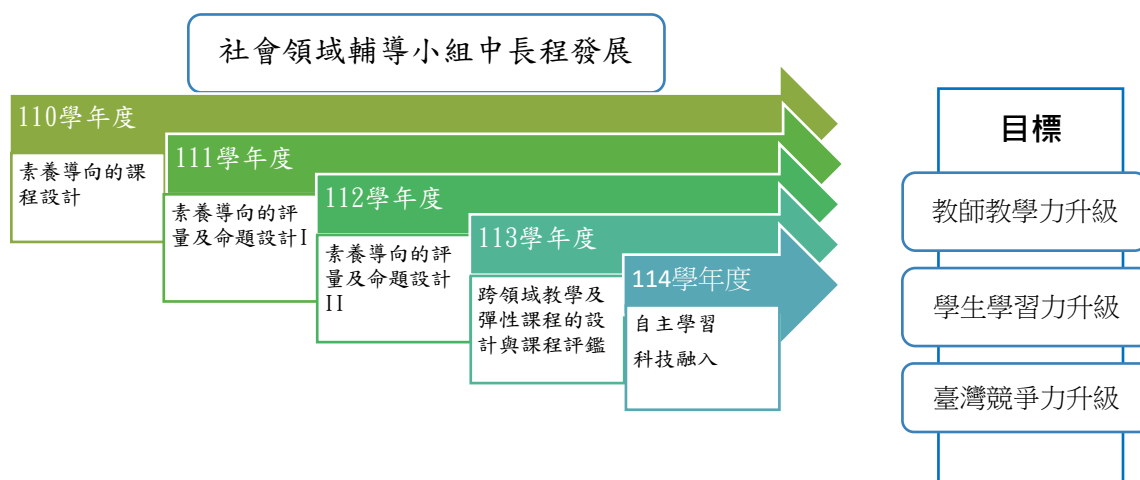 社會領域輔導小組中長程發展
110學年度
素養導向的課
程設計
111學年度
素養導向的評
量及命題設計I
112學年度
素養導向的評
量及命題設計
II
113學年度
跨領域教學及
彈性課程的設
計與課程評鑑
114學年度
自主學習
科技融入
目標
教師教學力升級
學生學習力升級
臺灣競爭力升級